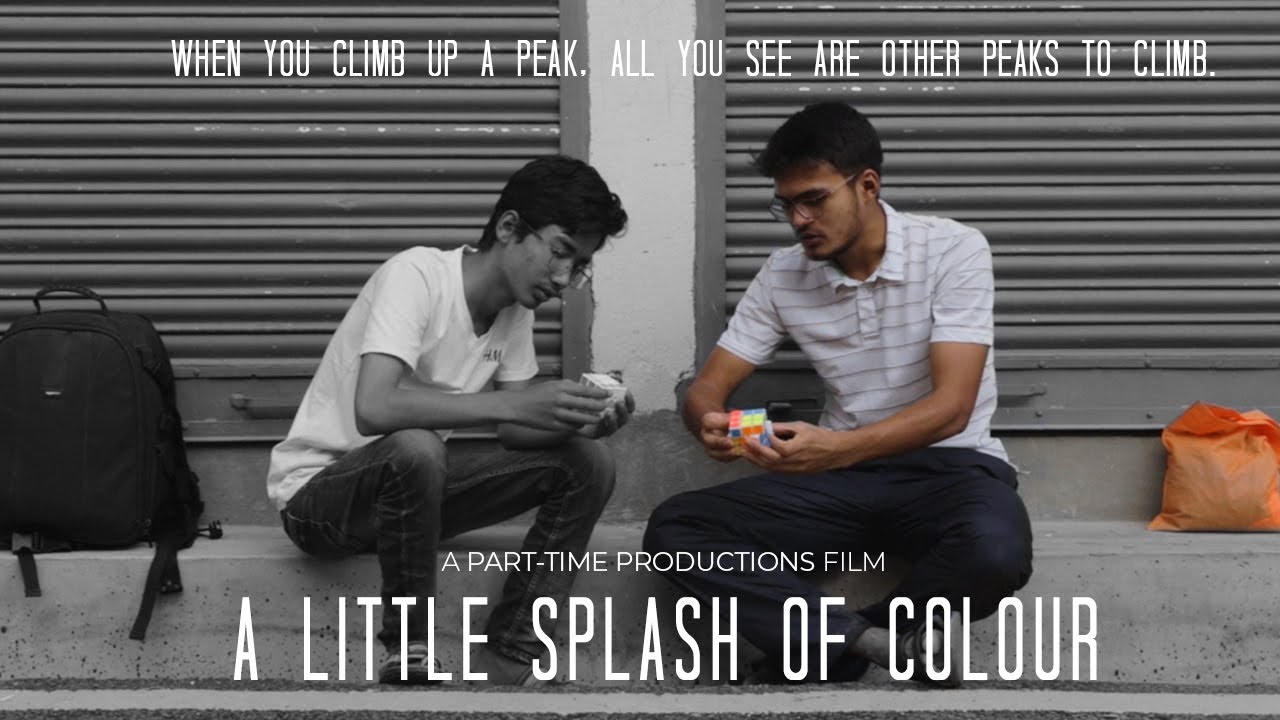 WHEN YOU CLIMB UP A PEAK, ALL YOU SEE ARE OTHER PEAKS TO CLIMB.
H&M
A PART-TIME PRODUCTIONS FILM
A LITTLE SPLASH OF COLOUR